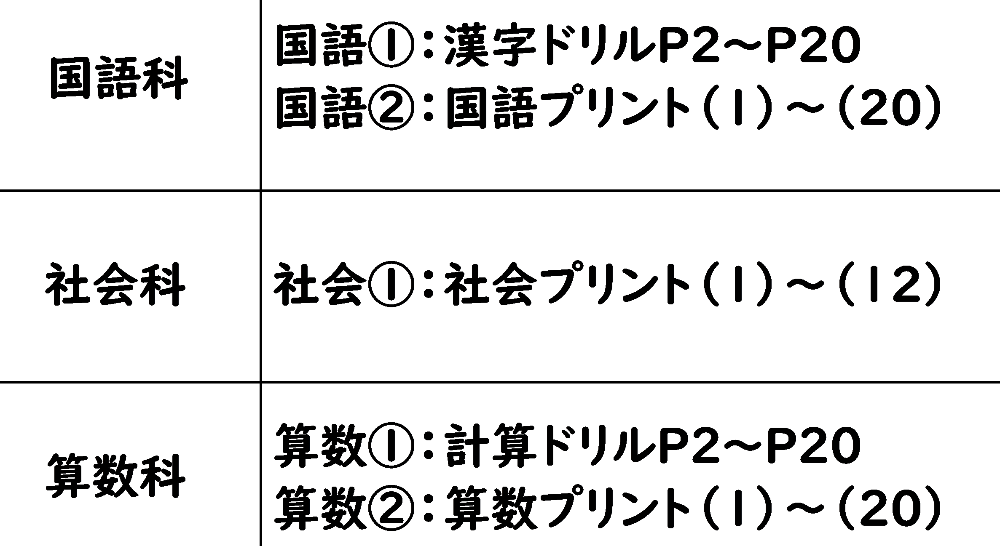 国語科
国語①：漢字ドリルP2～P20
国語②：国語プリント（1）～（20）
社会科
社会①：社会プリント（1）～（12）
算数科
算数①：計算ドリルP2～P20
算数②：算数プリント（1）～（20）